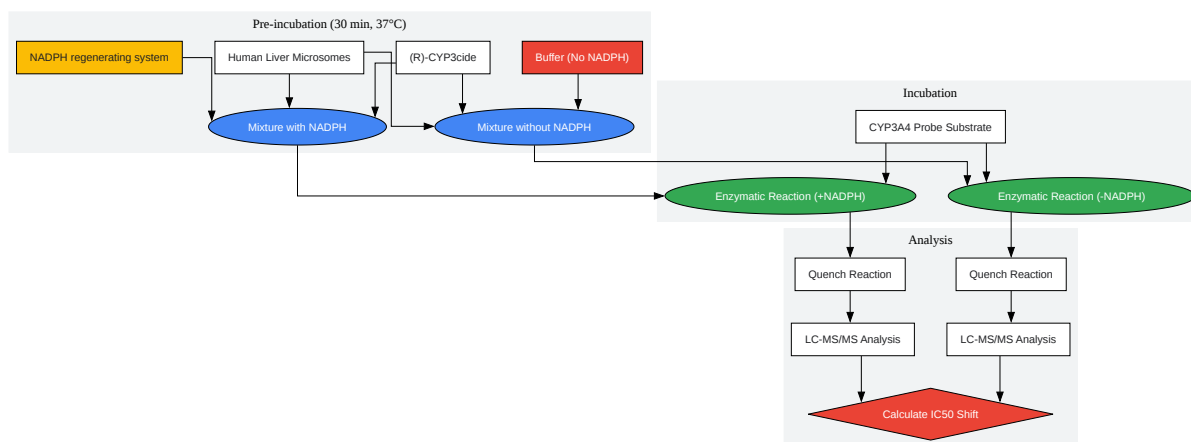 Pre-incubation (30 min, 37°C)
NADPH regenerating system
Human Liver Microsomes
(R)-CYP3cide
Buffer (No NADPH)
Mixture with NADPH
Mixture without NADPH
Incubation
CYP3A4 Probe Substrate
Enzymatic Reaction (+NADPH)
Enzymatic Reaction (-NADPH)
Analysis
Quench Reaction
Quench Reaction
LC-MS/MS Analysis
LC-MS/MS Analysis
Calculate IC50 Shift